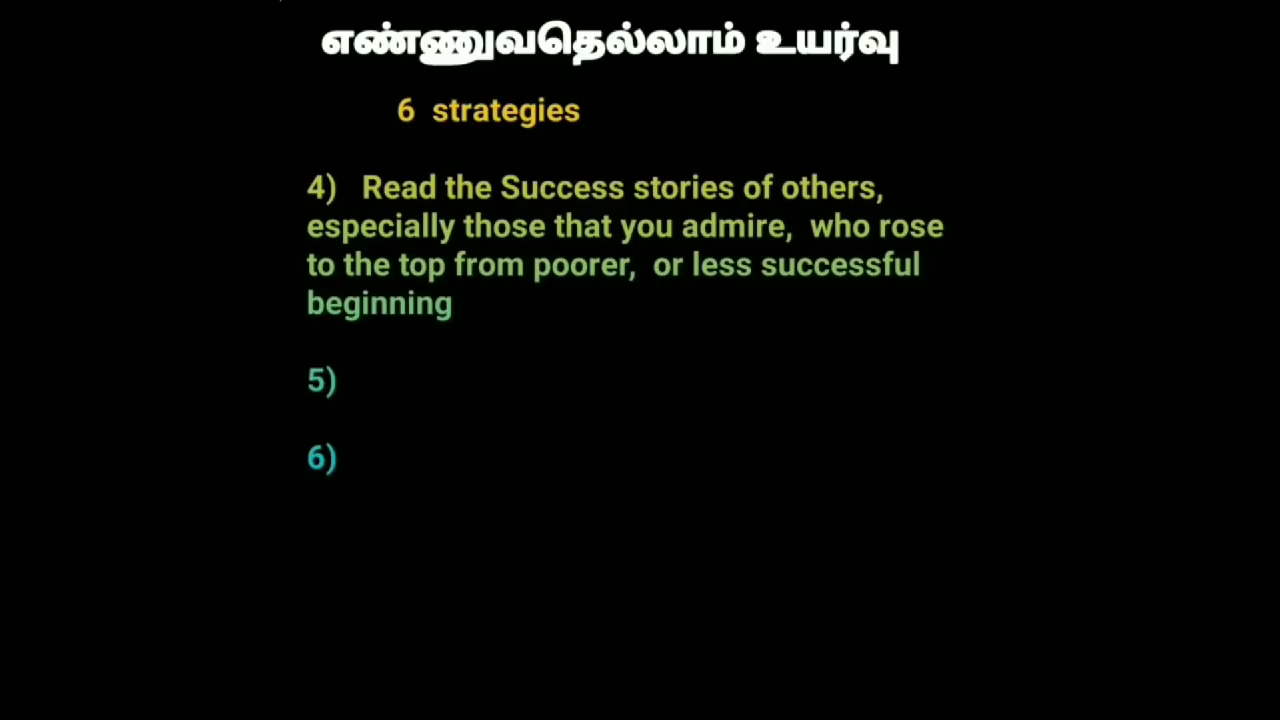 எண்ணுவதெல்லாம் உயர்வு
6 strategies
4) Read the Success stories of others,
especially those that you admire, who rose
to the top from poorer, or less successful
beginning
5)
6)